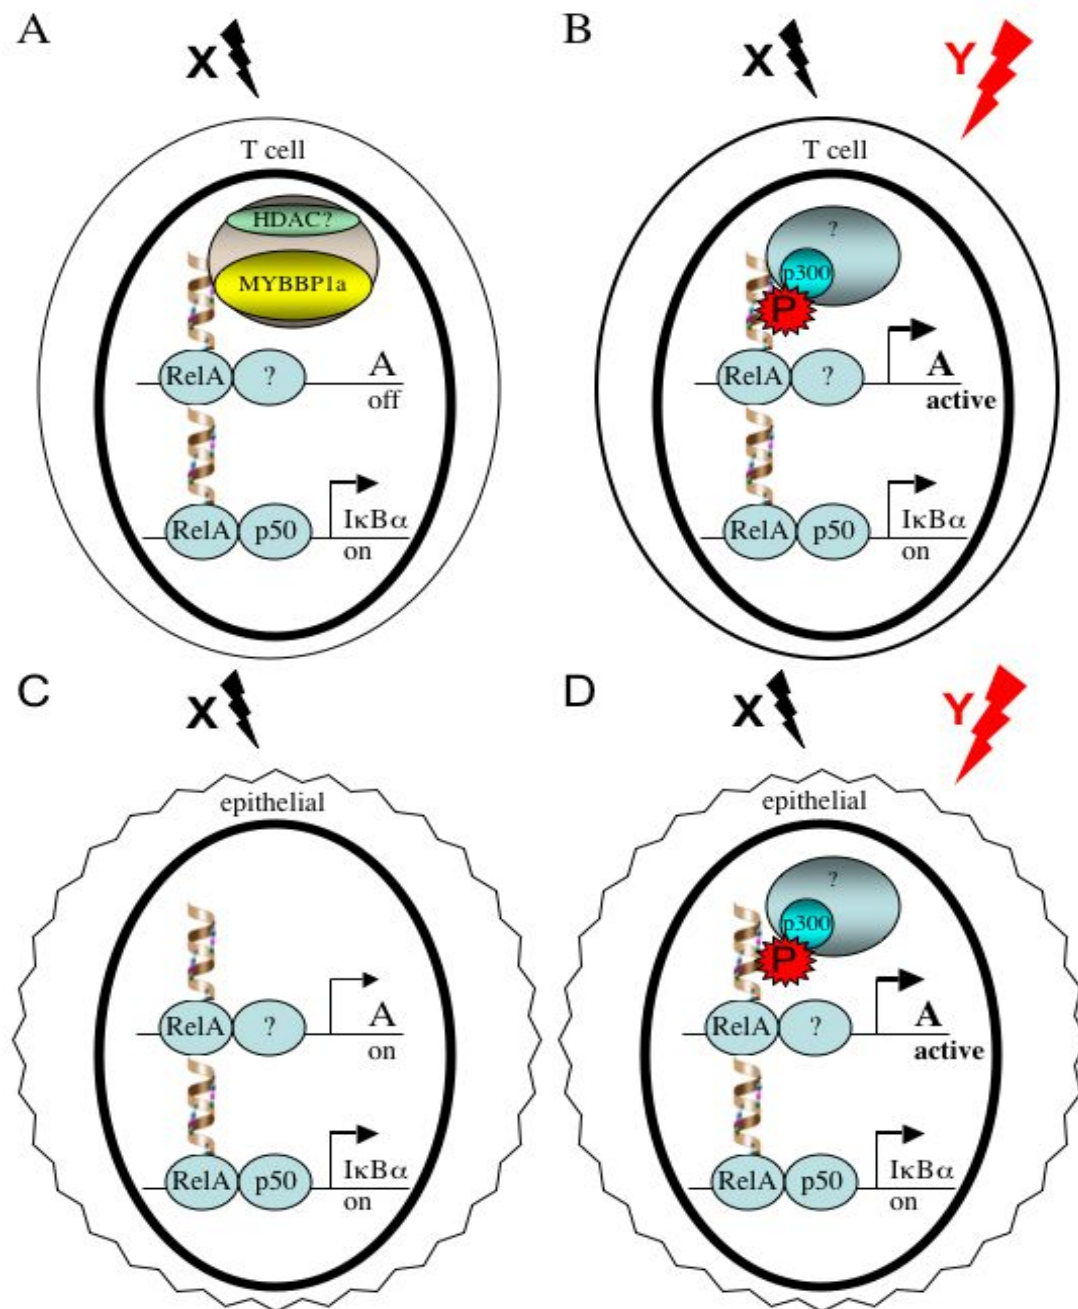 A
X
T cell
HDAC?
MYBBP1a
RelA
?
A
off
RelA
p50
IκBα
on
B
X
Y
T cell
?
p300
P
RelA
?
A
active
RelA
p50
IκBα
on
C
X
epithelial
RelA
?
A
on
RelA
p50
IκBα
on
D
X
Y
epithelial
?
p300
P
RelA
?
A
active
RelA
p50
IκBα
on